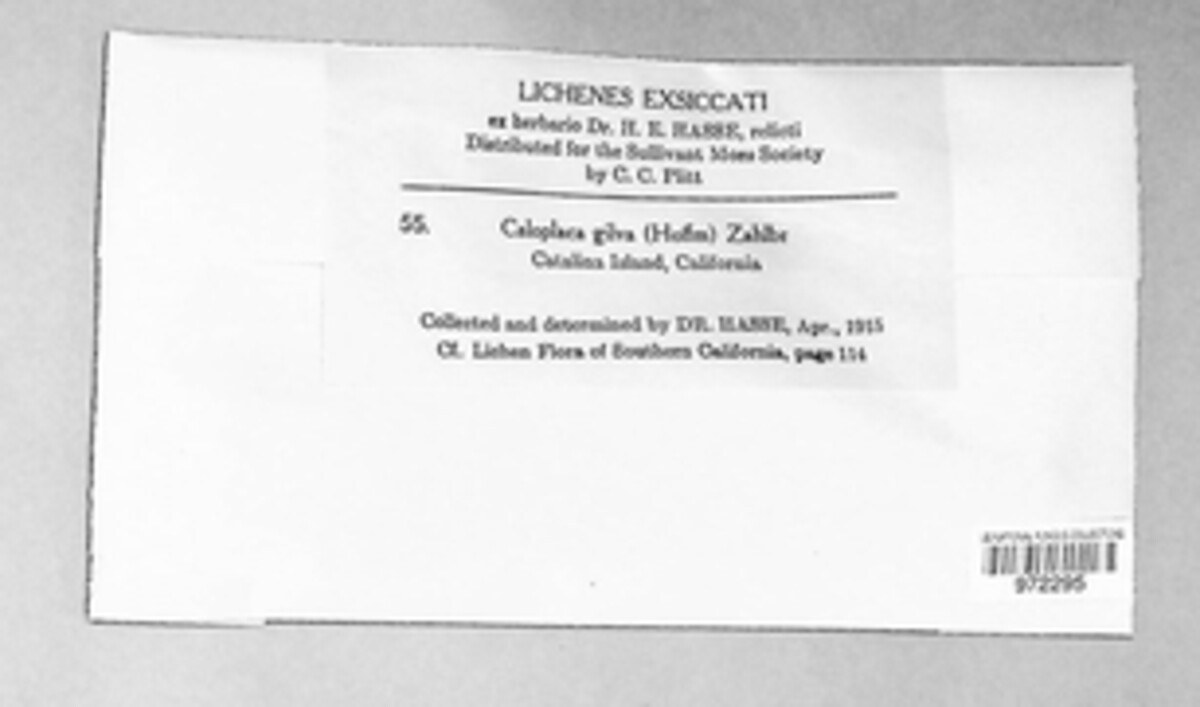 LICHENES EXSICCATI
ex herbario Dr. H. E. HASSE, relicti
Distributed for the Sullivant Moss Society
by C. C. Plitt
55. Caloplaca gilva (Hoffm) Zahlbr
Catalina Island, California
Collected and determined by DR. HASSE, Apr., 1915
Cf. Lichen Flora of Southern California, page 114
972295